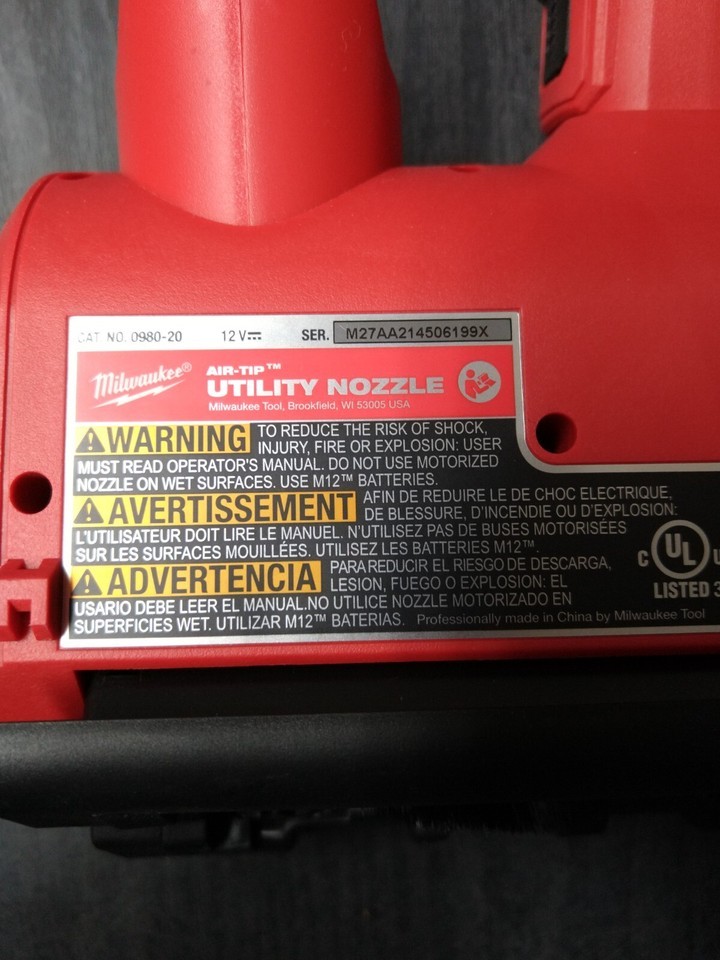 CAT. NO. 0980-20 12 V SER. M27AA214506199X
Milwaukee® AIR-TIP™
UTILITY NOZZLE
Milwaukee Tool, Brookfield, WI 53005 USA
WARNING TO REDUCE THE RISK OF SHOCK,
INJURY, FIRE OR EXPLOSION: USER
MUST READ OPERATOR'S MANUAL. DO NOT USE MOTORIZED
NOZZLE ON WET SURFACES. USE M12™ BATTERIES.
AVERTISSEMENT AFIN DE REDUIRE LE DE CHOC ELECTRIQUE,
DE BLESSURE, D'INCENDIE OU D'EXPLOSION:
L'UTILISATEUR DOIT LIRE LE MANUEL. N'UTILISEZ PAS DE BUSES MOTORISÉES
SUR LES SURFACES MOUILLÉES. UTILISEZ LES BATTERIES M12™.
ADVERTENCIA PARA REDUCIR EL RIESGO DE DESCARGA,
LESION, FUEGO O EXPLOSION: EL
USARIO DEBE LEER EL MANUAL.NO UTILICE NOZZLE MOTORIZADO EN
SUPERFICIES WET. UTILIZAR M12™ BATERIAS. Professionally made in China by Milwaukee Tool
C UL U
LISTED 3